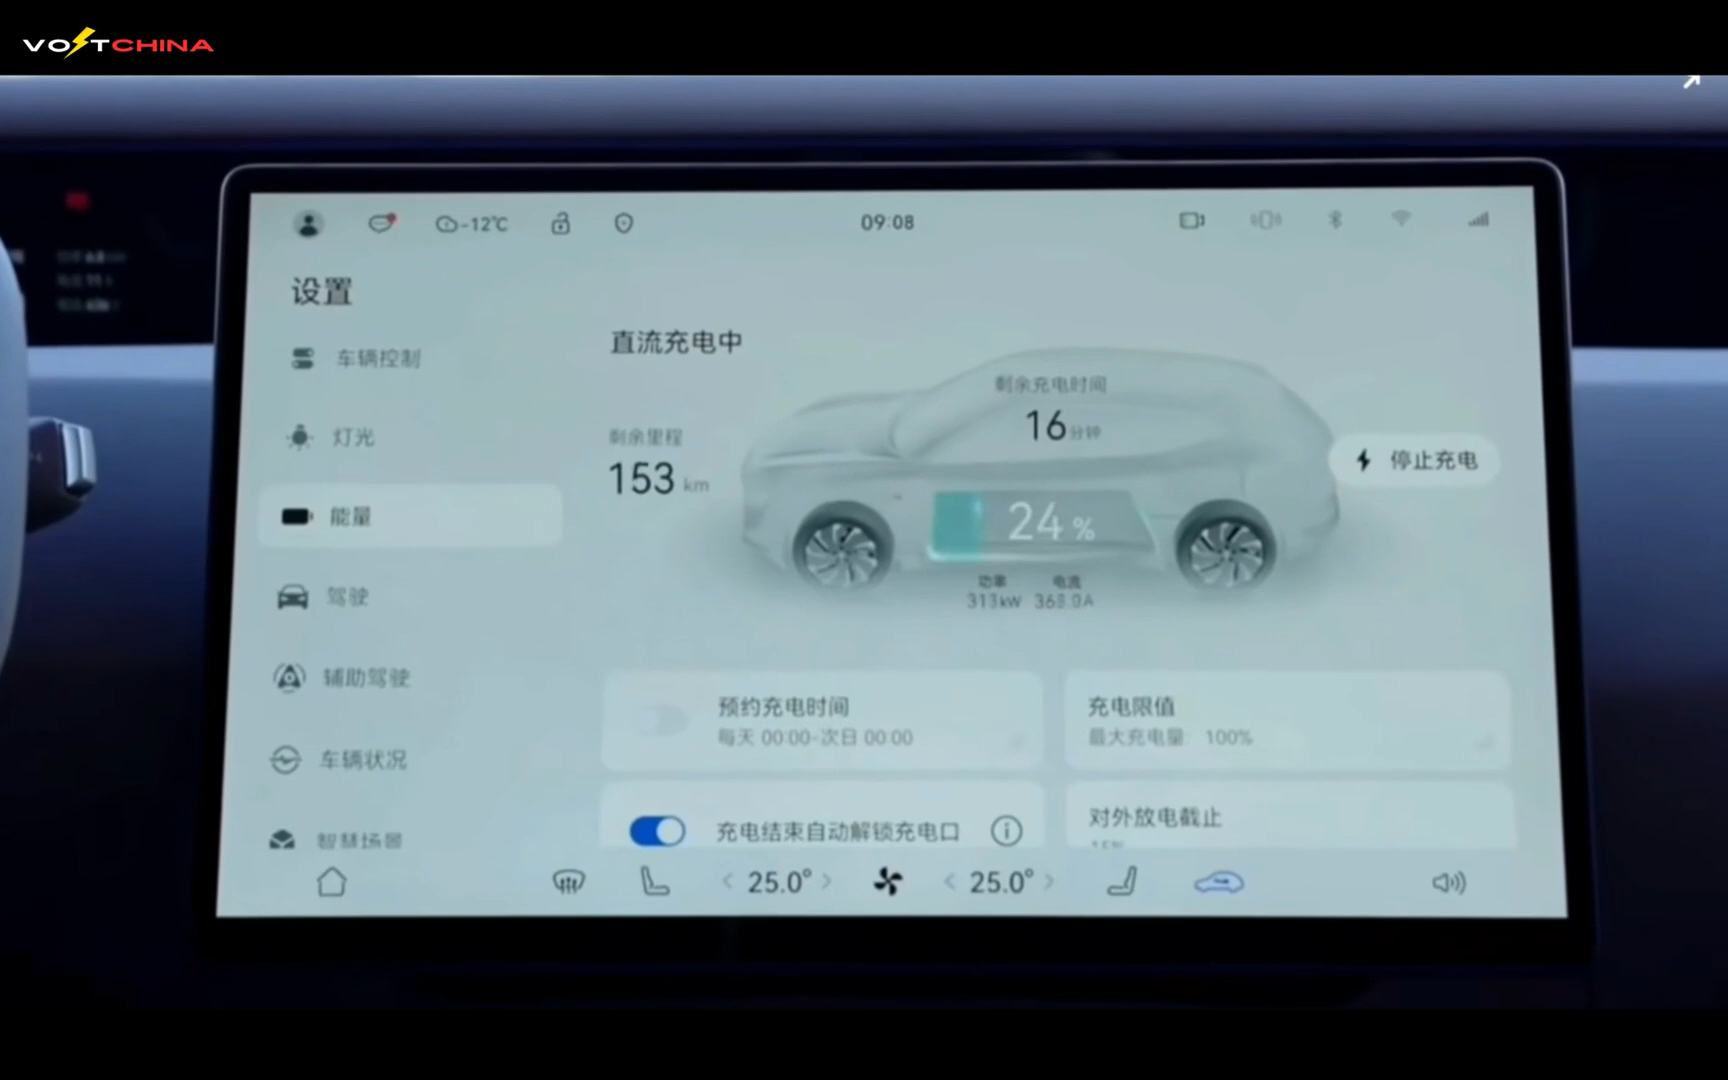 VOLTCHINA
-12℃
09:08
设置
车辆控制
灯光
能量
驾驶
辅助驾驶
车辆状况
智慧场景
直流充电中
剩余里程
153 km
剩余充电时间
16分钟
24%
功率 电流
停止充电
预约充电时间
每天 00:00-次日 00:00
充电限值
最大充电量 100%
充电结束自动解锁充电口
对外放电截止
15%
25.0°
25.0°